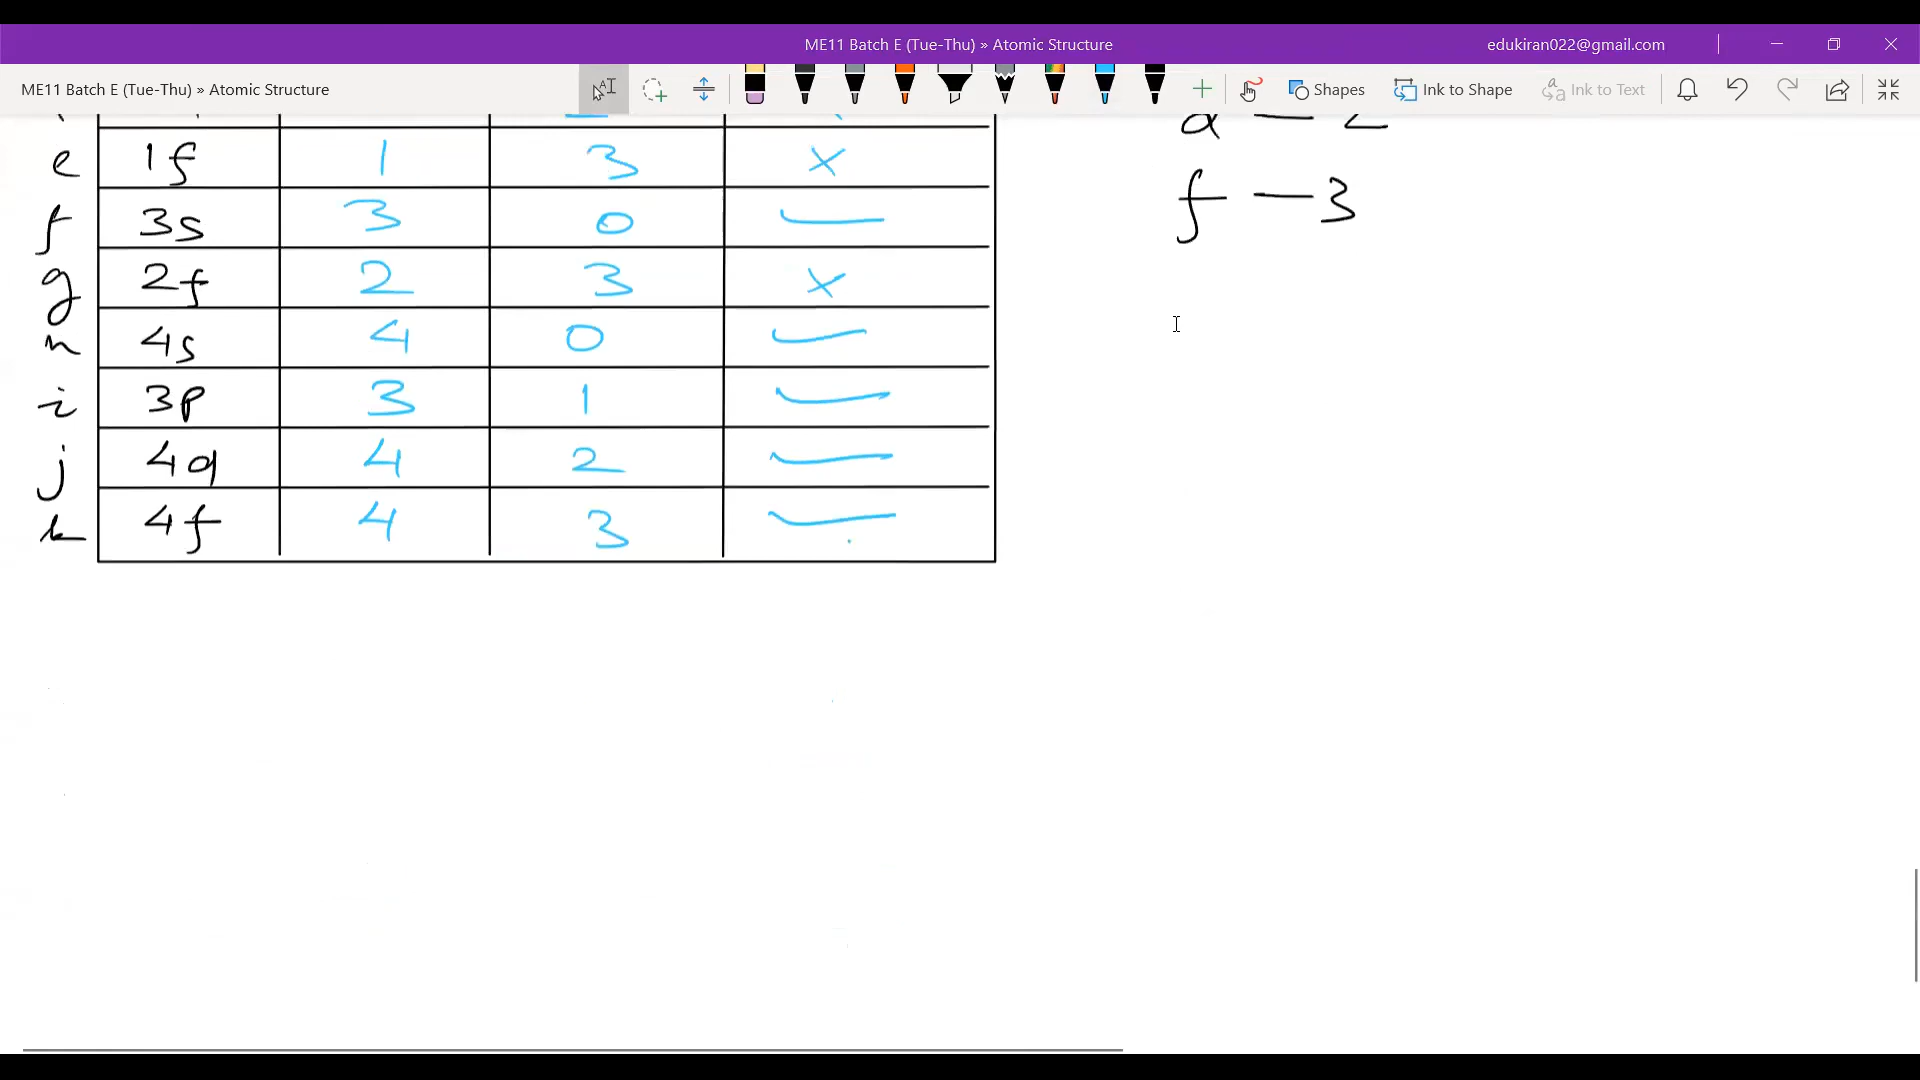 ME11 Batch E (Tue-Thu) » Atomic Structure
edukiran022@gmail.com
ME11 Batch E (Tue-Thu) » Atomic Structure
Shapes
Ink to Shape
Ink to Text
d — 2
e 1f 1 3 ×
f — 3
f 3s 3 0 ✓
g 2f 2 3 ×
h 4s 4 0 ✓
i 3p 3 1 ✓
j 4d 4 2 ✓
k 4f 4 3 ✓